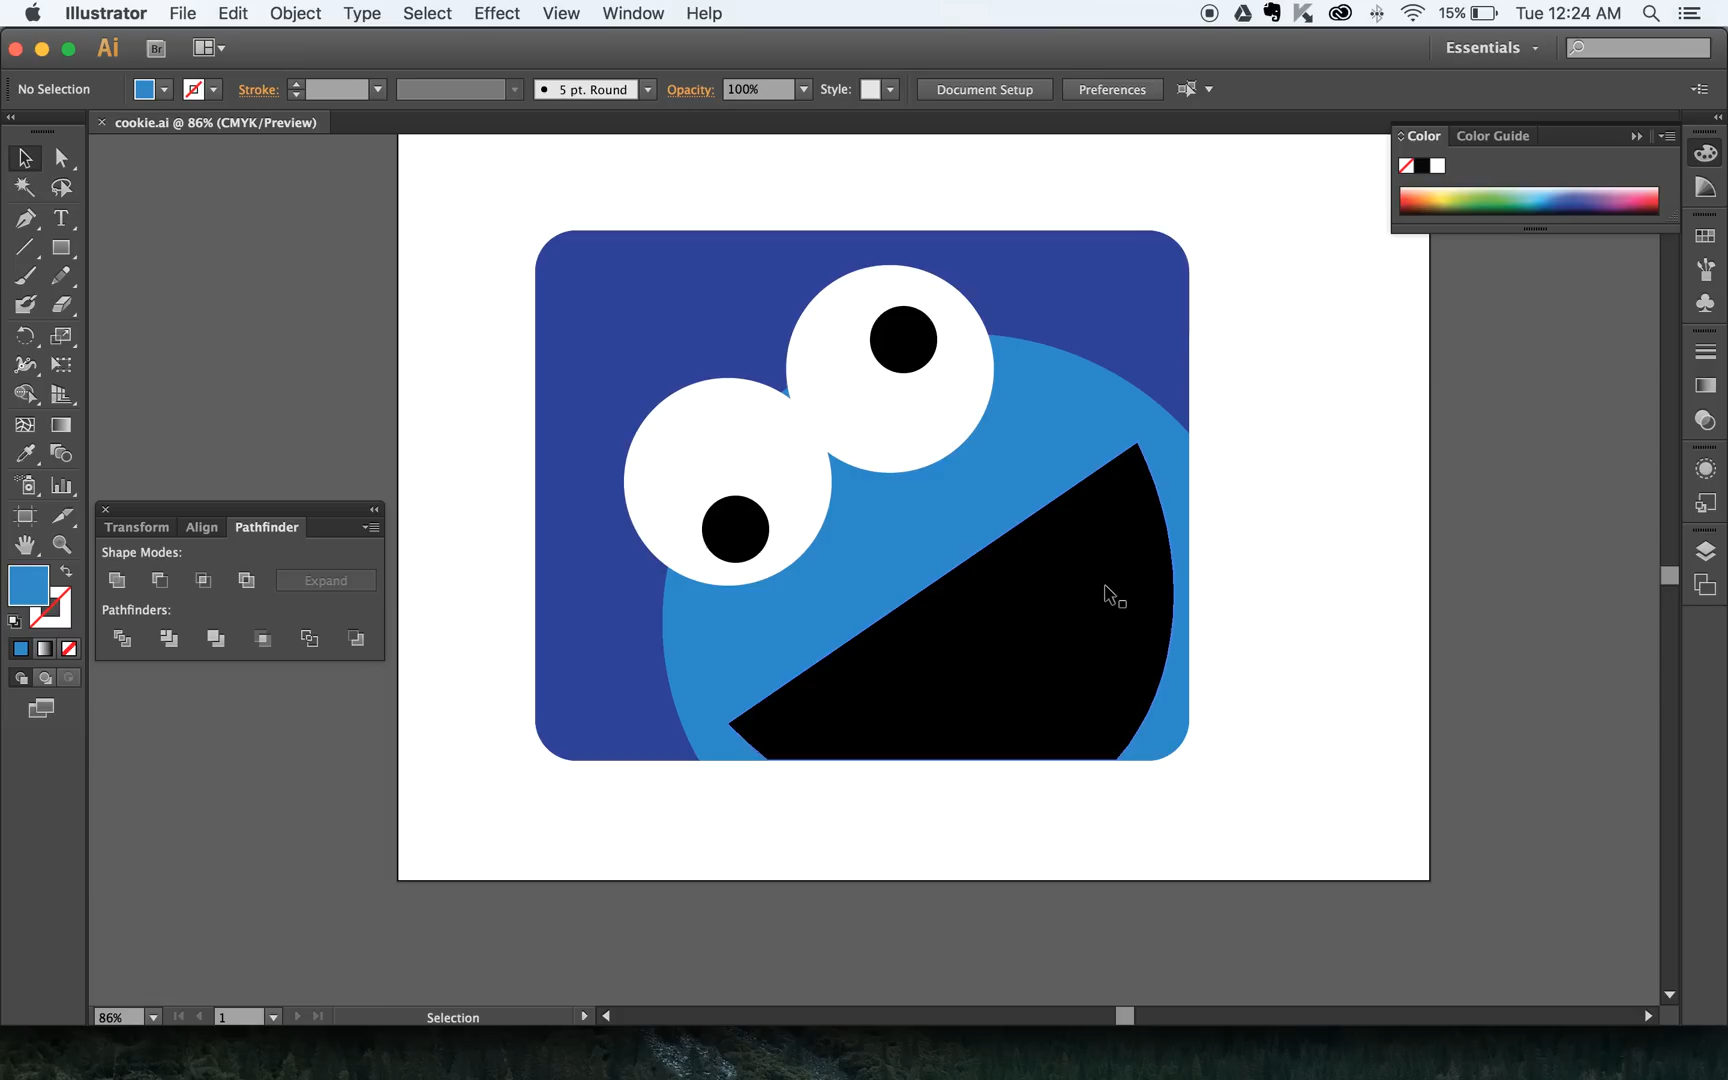 Illustrator File Edit Object Type Select Effect View Window Help 15% Tue 12:24 AM
Ai Br Essentials
No Selection Stroke: 5 pt. Round Opacity: 100% Style: Document Setup Preferences
× cookie.ai @ 86% (CMYK/Preview)
Color Color Guide
T
Transform Align Pathfinder
Shape Modes:
Expand
Pathfinders:
86% 1 Selection